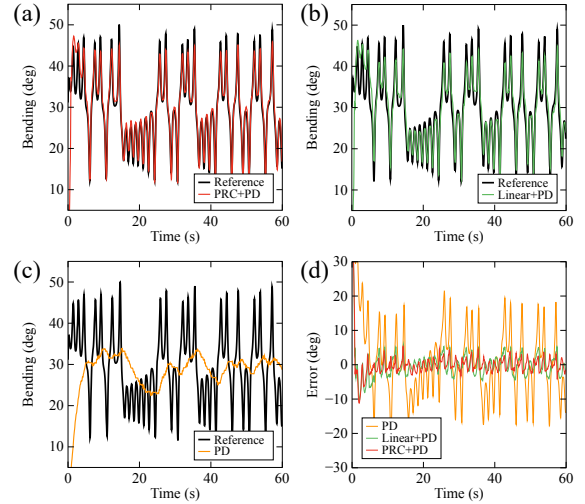 (a)
50
40
30
20
10
Bending (deg)
Reference
PRC+PD
0
20
40
60
Time (s)
(b)
50
40
30
20
10
Bending (deg)
Reference
Linear+PD
0
20
40
60
Time (s)
(c)
50
40
30
20
10
Bending (deg)
Reference
PD
0
20
40
60
Time (s)
(d)
30
20
10
0
−10
−20
−30
Error (deg)
PD
Linear+PD
PRC+PD
0
20
40
60
Time (s)